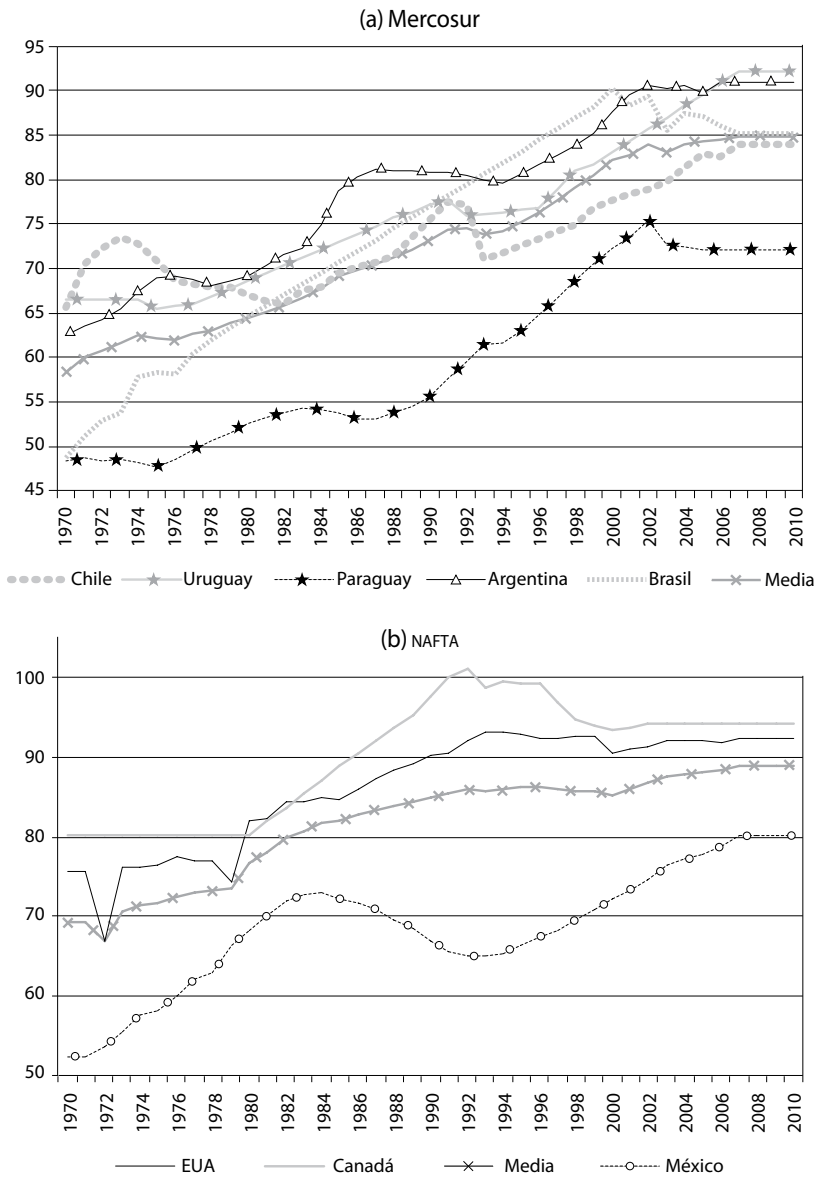 (a) Mercosur
95
90
85
80
75
70
65
60
55
50
45
1970 1972 1974 1976 1978 1980 1982 1984 1986 1988 1990 1992 1994 1996 1998 2000 2002 2004 2006 2008 2010
Chile Uruguay Paraguay Argentina Brasil Media
(b) NAFTA
100
90
80
70
60
50
1970 1972 1974 1976 1978 1980 1982 1984 1986 1988 1990 1992 1994 1996 1998 2000 2002 2004 2006 2008 2010
EUA Canadá Media México